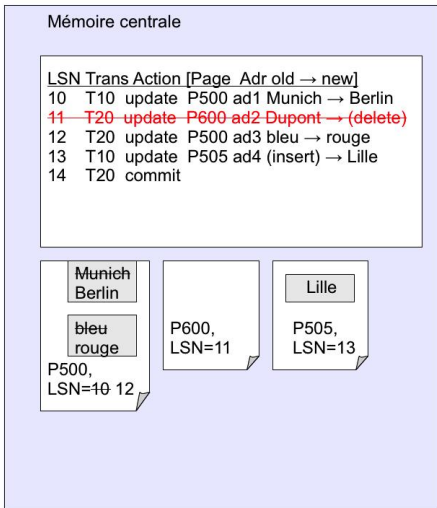 Mémoire centrale
LSN Trans Action [Page Adr old → new]
10 T10 update P500 ad1 Munich → Berlin
11 T20 update P600 ad2 Dupont → (delete)
12 T20 update P500 ad3 bleu → rouge
13 T10 update P505 ad4 (insert) → Lille
14 T20 commit
Munich
Berlin
bleu
rouge
P500,
LSN=10 12
P600,
LSN=11
Lille
P505,
LSN=13